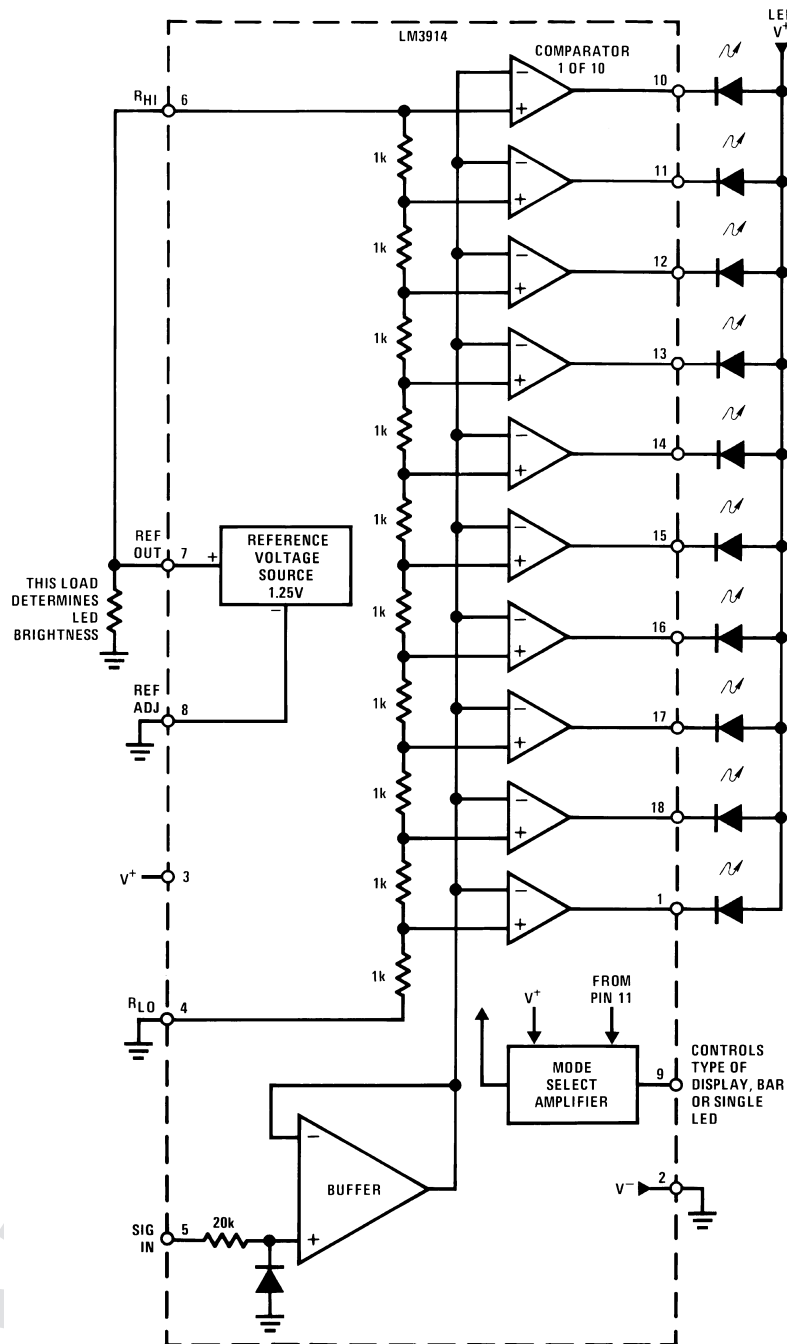 LED
V+
LM3914
COMPARATOR
1 OF 10
RHI
6
−
+
10
1k
−
+
11
1k
−
+
12
1k
−
+
13
1k
−
+
14
1k
−
+
15
REF
OUT
7
+
REFERENCE
VOLTAGE
SOURCE
1.25V
−
THIS LOAD
DETERMINES
LED
BRIGHTNESS
1k
−
+
16
REF
ADJ
8
1k
−
+
17
1k
−
+
18
V+
3
1k
−
+
1
1k
RLO
4
V+
FROM
PIN 11
MODE
SELECT
AMPLIFIER
9
CONTROLS
TYPE OF
DISPLAY, BAR
OR SINGLE
LED
−
BUFFER
+
V−
2
SIG
IN
5
20k